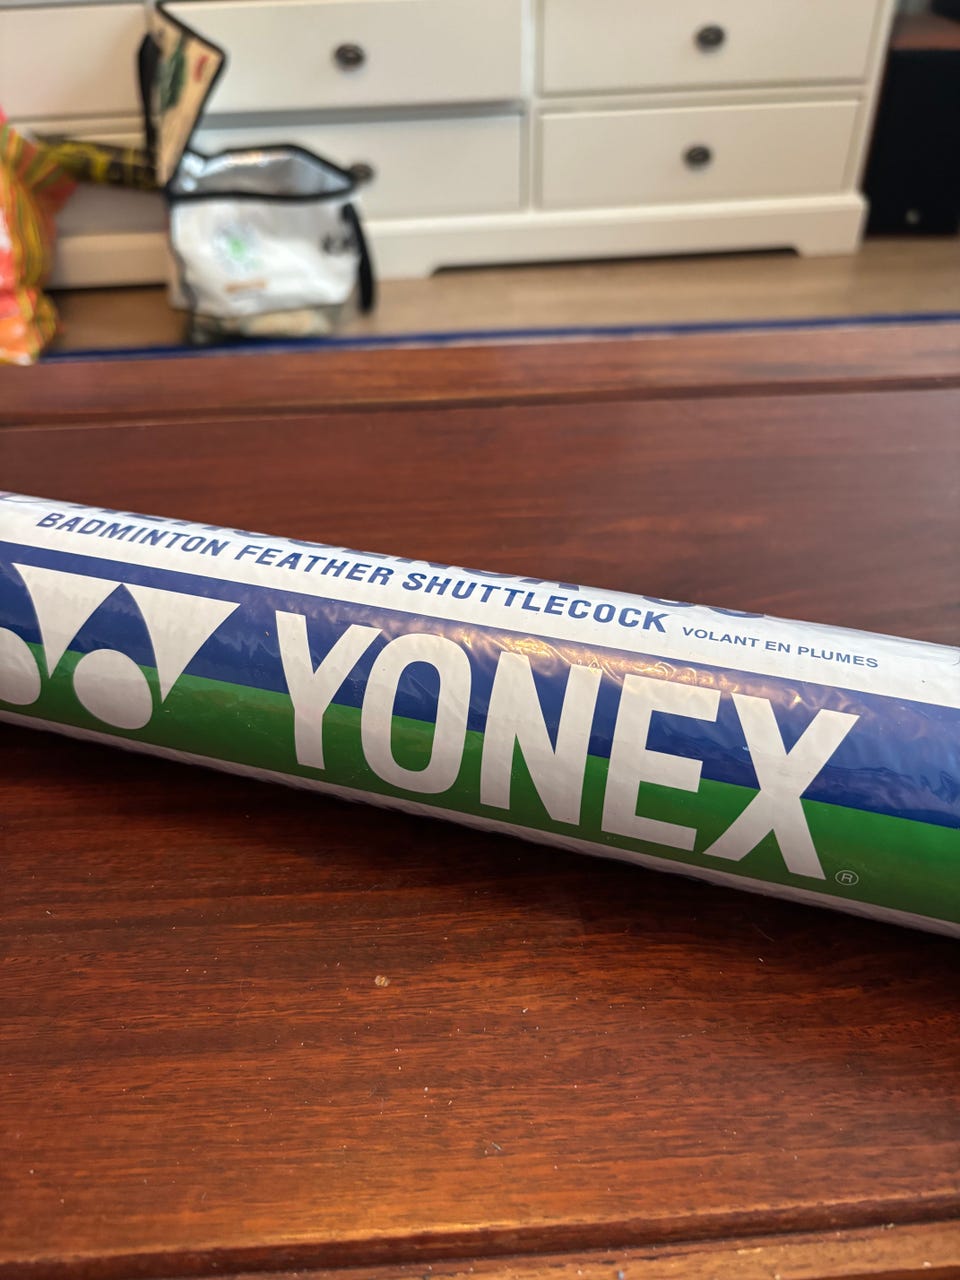 BADMINTON FEATHER SHUTTLECOCK VOLANT EN PLUMES
YONEX ®